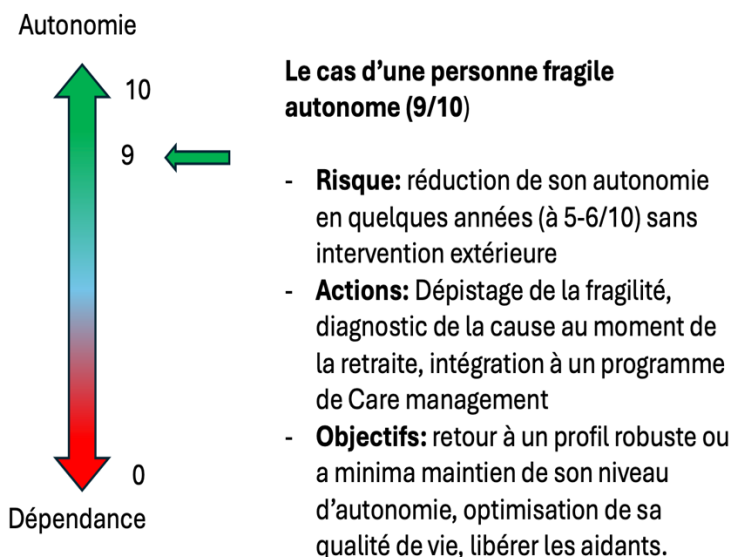 Autonomie
10
9
0
Dépendance
Le cas d’une personne fragile
autonome (9/10)
- Risque: réduction de son autonomie
en quelques années (à 5-6/10) sans
intervention extérieure
- Actions: Dépistage de la fragilité,
diagnostic de la cause au moment de
la retraite, intégration à un programme
de Care management
- Objectifs: retour à un profil robuste ou
a minima maintien de son niveau
d’autonomie, optimisation de sa
qualité de vie, libérer les aidants.